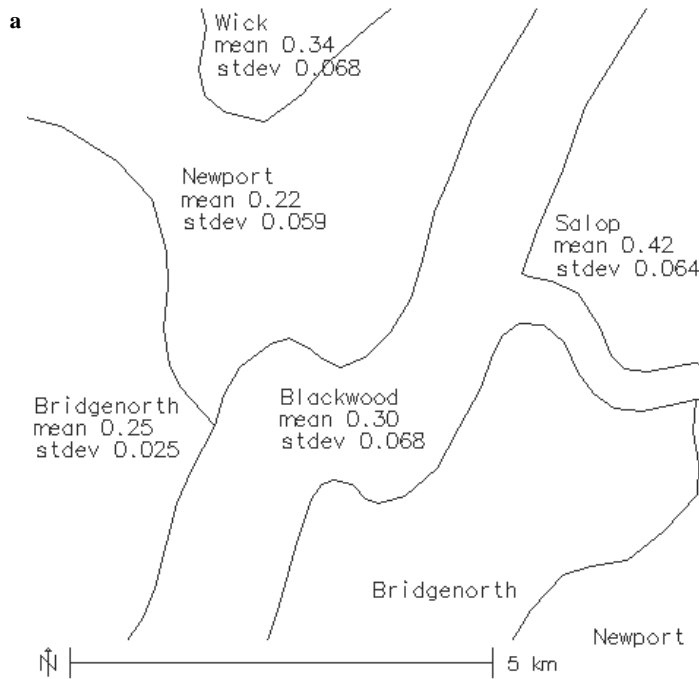 a
Wick
mean 0.34
stdev 0.068
Newport
mean 0.22
stdev 0.059
Salop
mean 0.42
stdev 0.064
Bridgenorth
mean 0.25
stdev 0.025
Blackwood
mean 0.30
stdev 0.068
Bridgenorth
Newport
N 5 km